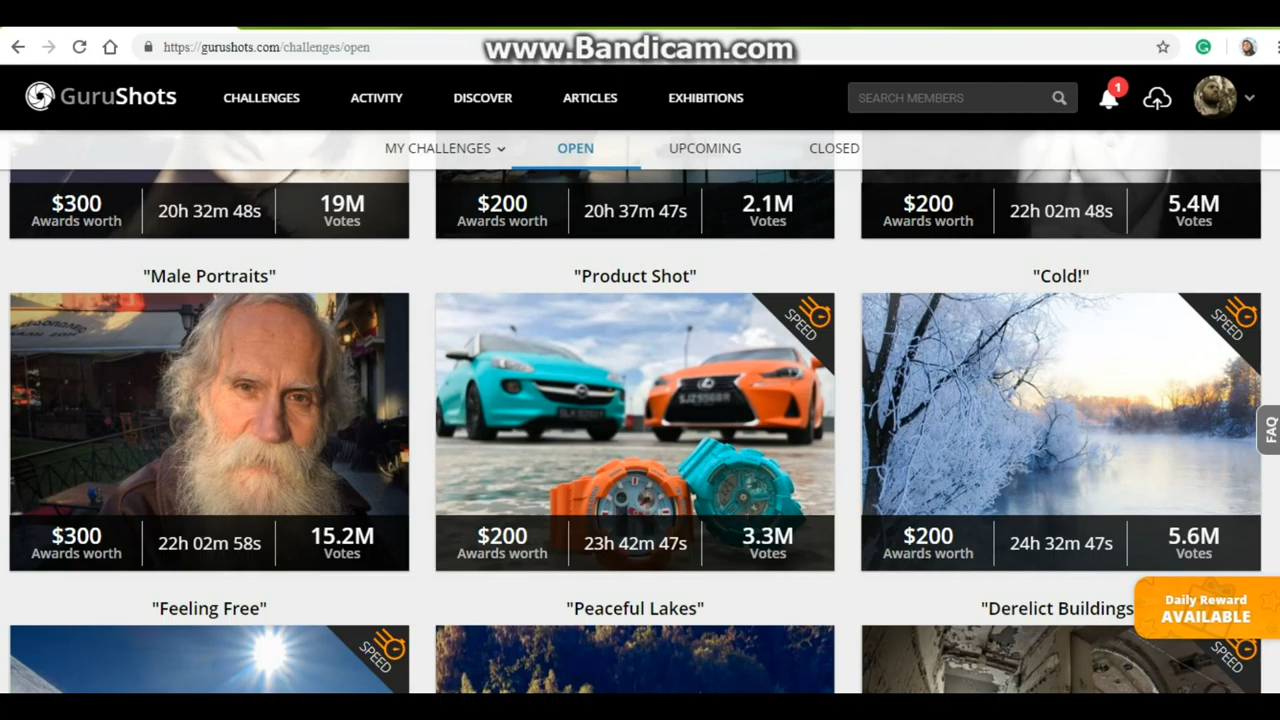 https://gurushots.com/challenges/open
www.Bandicam.com
GuruShots
CHALLENGES
ACTIVITY
DISCOVER
ARTICLES
EXHIBITIONS
SEARCH MEMBERS
1
MY CHALLENGES
OPEN
UPCOMING
CLOSED
$300
Awards worth
20h 32m 48s
19M
Votes
$200
Awards worth
20h 37m 47s
2.1M
Votes
$200
Awards worth
22h 02m 48s
5.4M
Votes
"Male Portraits"
"Product Shot"
"Cold!"
SPEED
SPEED
$300
Awards worth
22h 02m 58s
15.2M
Votes
$200
Awards worth
23h 42m 47s
3.3M
Votes
$200
Awards worth
24h 32m 47s
5.6M
Votes
FAQ
"Feeling Free"
"Peaceful Lakes"
"Derelict Buildings
Daily Reward
AVAILABLE
SPEED
SPEED